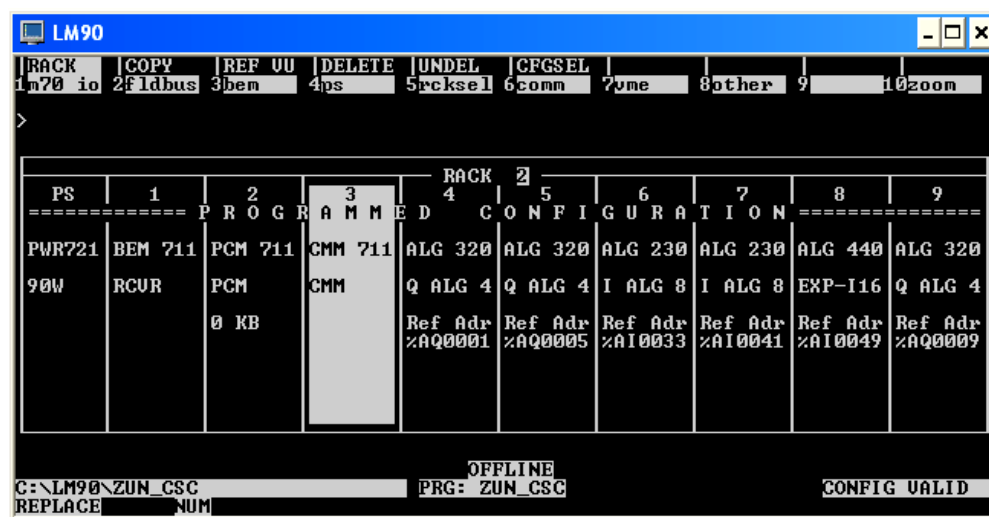 LM90
|RACK |COPY |REF VU |DELETE |UNDEL |CFGSEL | | | |
1m70 io 2fldbus 3bem 4ps 5rcksel 6comm 7vme 8other 9 10zoom
>
RACK 2
PS 1 2 3 4 5 6 7 8 9
======= ======= P R O G R A M M E D C O N F I G U R A T I O N ======= =======
PWR721 BEM 711 PCM 711 CMM 711 ALG 320 ALG 320 ALG 230 ALG 230 ALG 440 ALG 320
90W RCVR PCM CMM Q ALG 4 Q ALG 4 I ALG 8 I ALG 8 EXP-I16 Q ALG 4
0 KB Ref Adr Ref Adr Ref Adr Ref Adr Ref Adr Ref Adr
%AQ0001 %AQ0005 %AI0033 %AI0041 %AI0049 %AQ0009
OFFLINE
C:\LM90\ZUN_CSC PRG: ZUN_CSC CONFIG VALID
REPLACE NUM